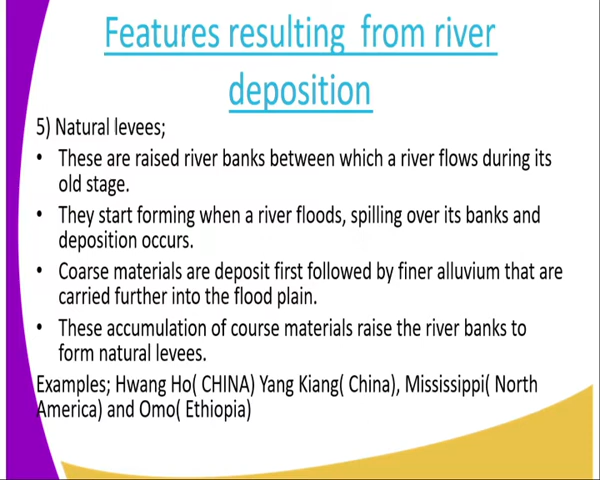 Features resulting from river
deposition
5) Natural levees;
• These are raised river banks between which a river flows during its
old stage.
• They start forming when a river floods, spilling over its banks and
deposition occurs.
• Coarse materials are deposit first followed by finer alluvium that are
carried further into the flood plain.
• These accumulation of course materials raise the river banks to
form natural levees.
Examples; Hwang Ho( CHINA) Yang Kiang( China), Mississippi( North
America) and Omo( Ethiopia)